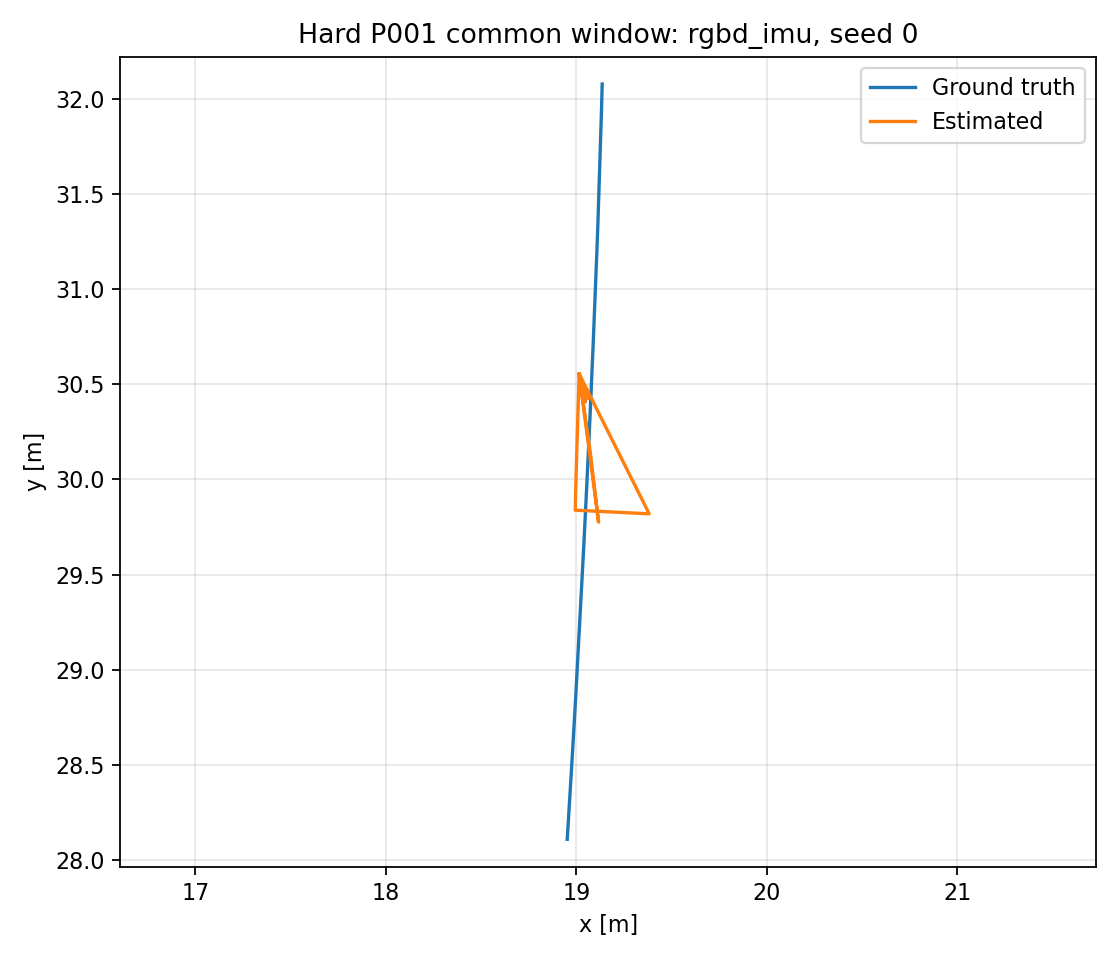 Hard P001 common window: rgbd_imu, seed 0
Ground truth
Estimated
32.0
31.5
31.0
30.5
30.0
29.5
29.0
28.5
28.0
y [m]
17
18
19
20
21
x [m]